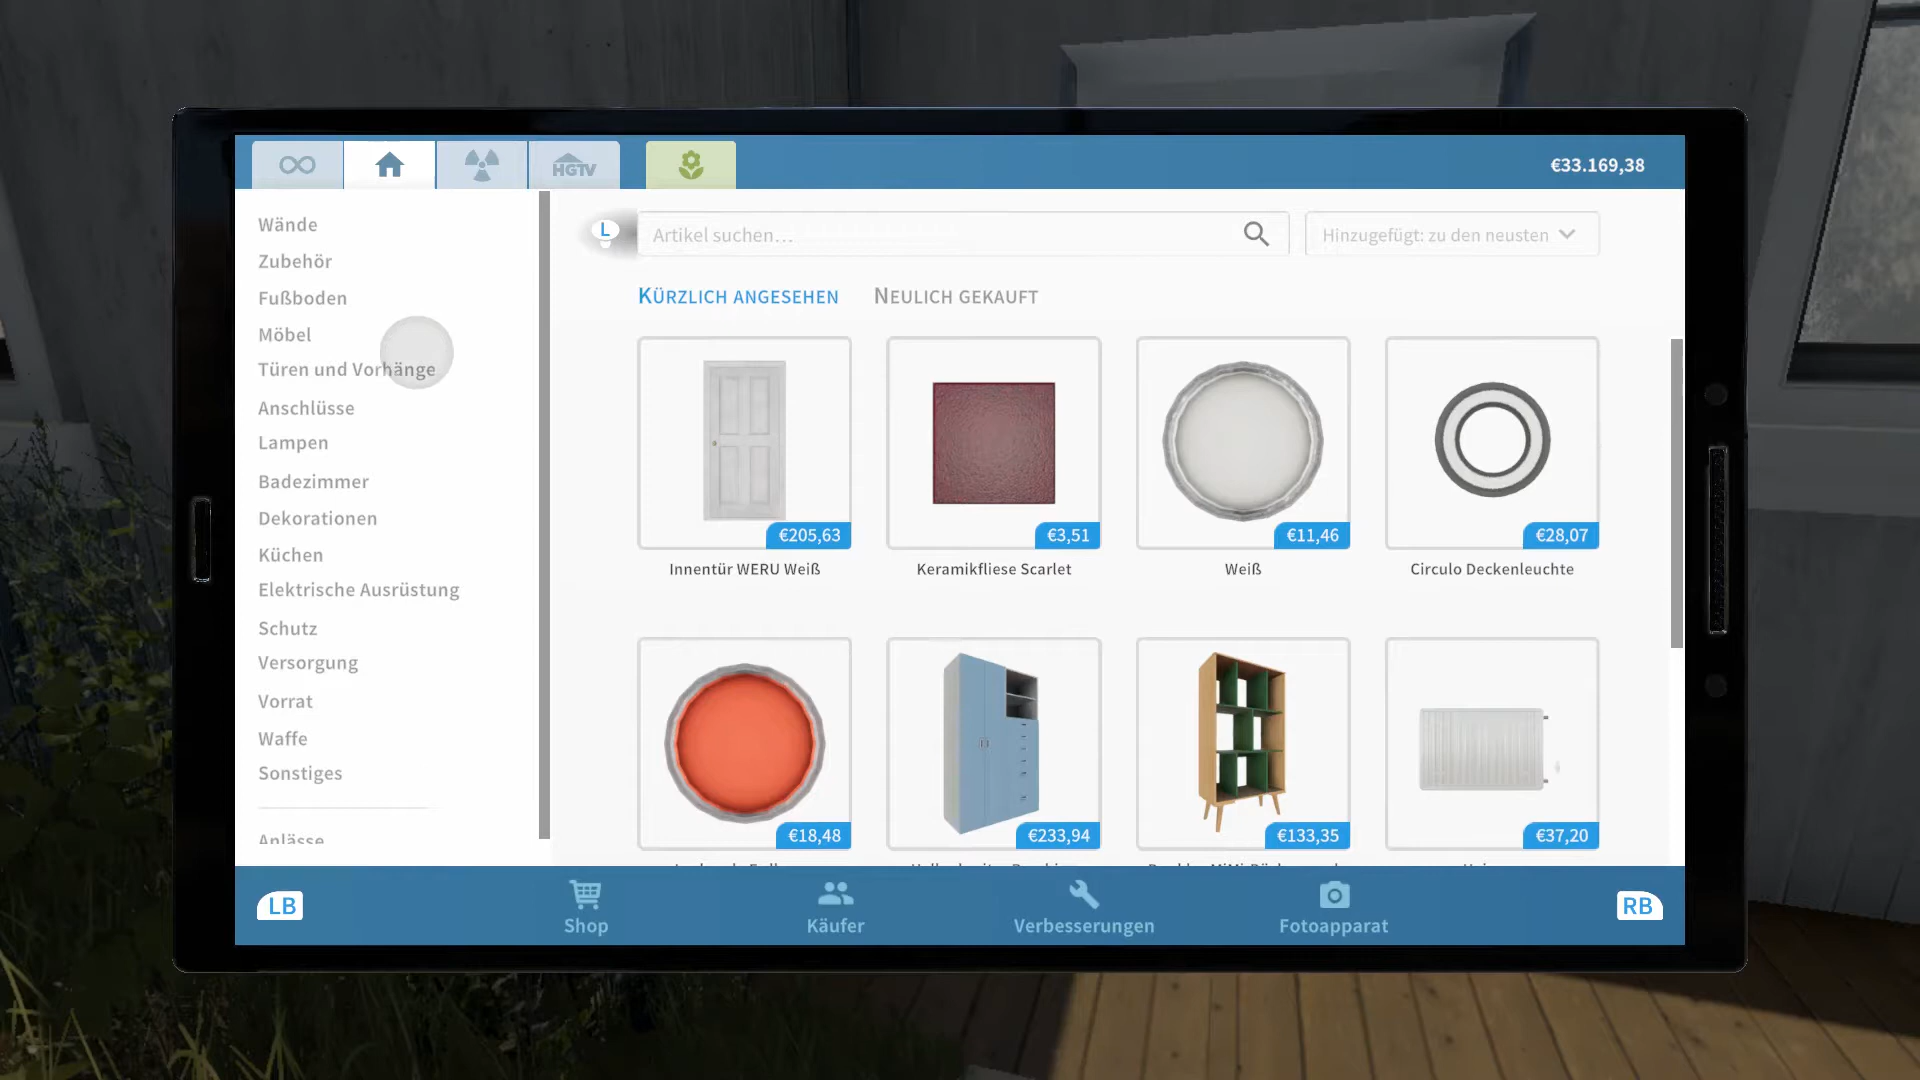 HGTV
€33.169,38
Wände
Zubehör
Fußboden
Möbel
Türen und Vorhänge
Anschlüsse
Lampen
Badezimmer
Dekorationen
Küchen
Elektrische Ausrüstung
Schutz
Versorgung
Vorrat
Waffe
Sonstiges
Anlässe
L
Artikel suchen...
Hinzugefügt: zu den neusten
KÜRZLICH ANGESEHEN
NEULICH GEKAUFT
€205,63
€3,51
€11,46
€28,07
Innentür WERU Weiß
Keramikfliese Scarlet
Weiß
Circulo Deckenleuchte
€18,48
€233,94
€133,35
€37,20
LB
Shop
Käufer
Verbesserungen
Fotoapparat
RB